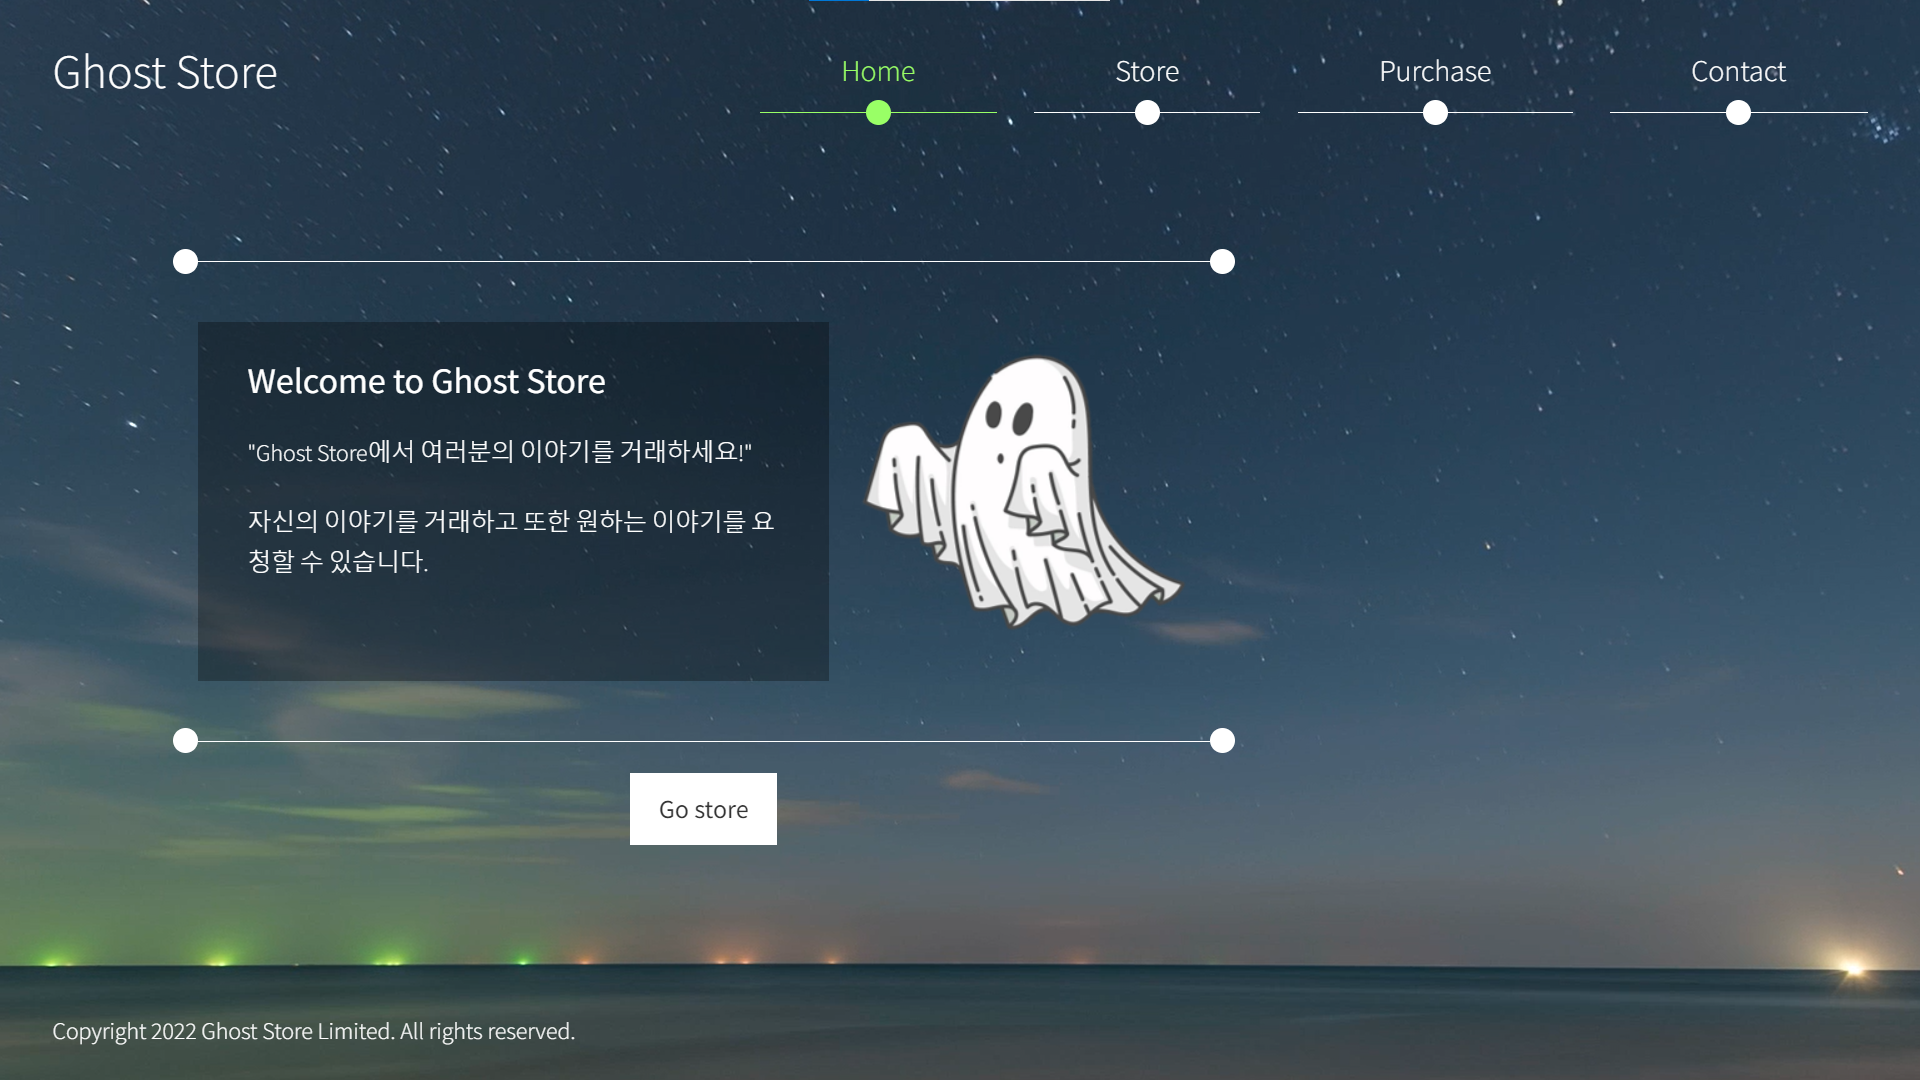 Ghost Store
Home
Store
Purchase
Contact
Welcome to Ghost Store
"Ghost Store에서 여러분의 이야기를 거래하세요!"
자신의 이야기를 거래하고 또한 원하는 이야기를 요
청할 수 있습니다.
Go store
Copyright 2022 Ghost Store Limited. All rights reserved.